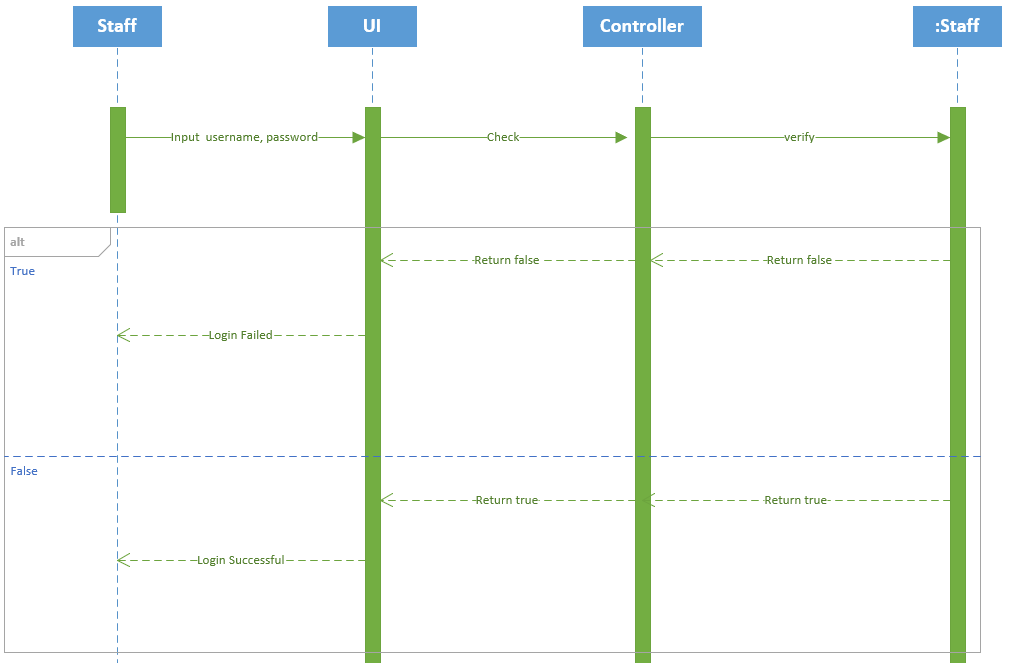 Staff
UI
Controller
:Staff
Input username, password
Check
verify
alt
Return false
Return false
True
Login Failed
False
Return true
Return true
Login Successful